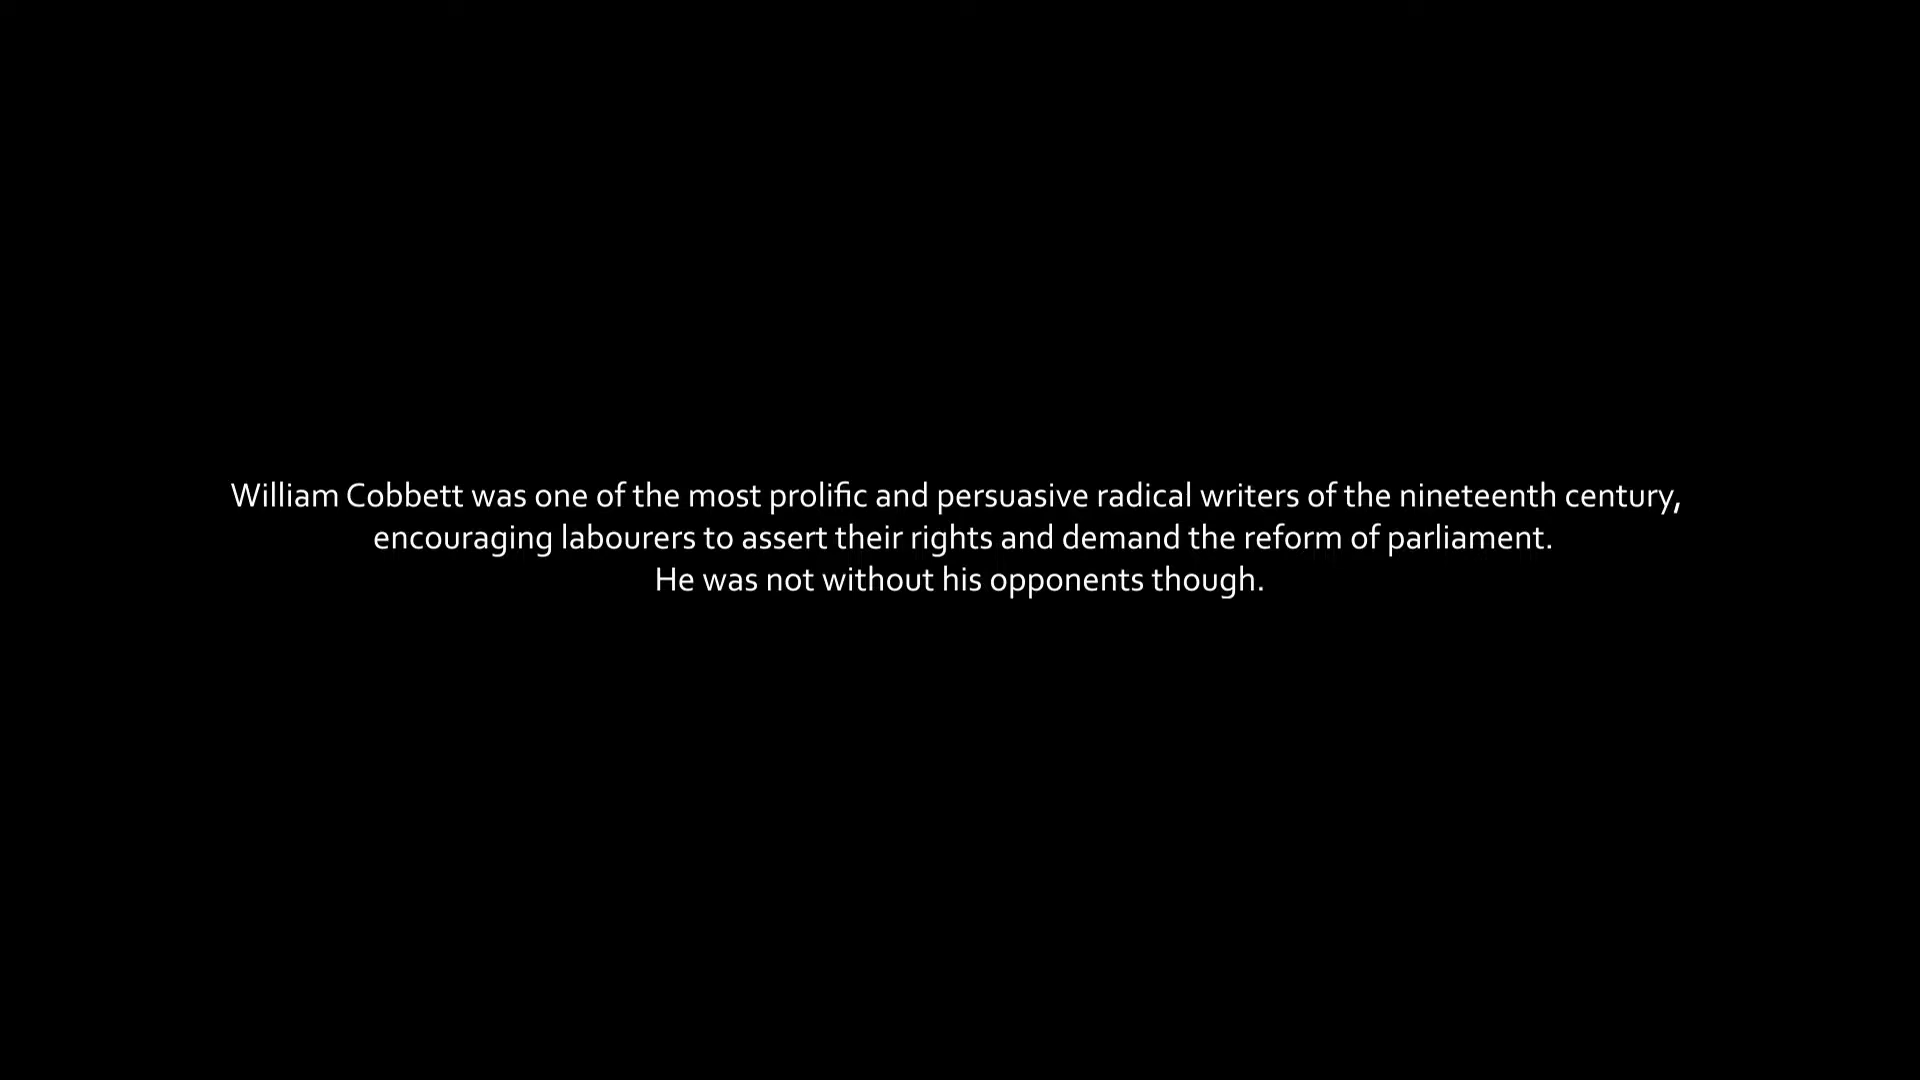 William Cobbett was one of the most prolific and persuasive radical writers of the nineteenth century,
encouraging labourers to assert their rights and demand the reform of parliament.
He was not without his opponents though.